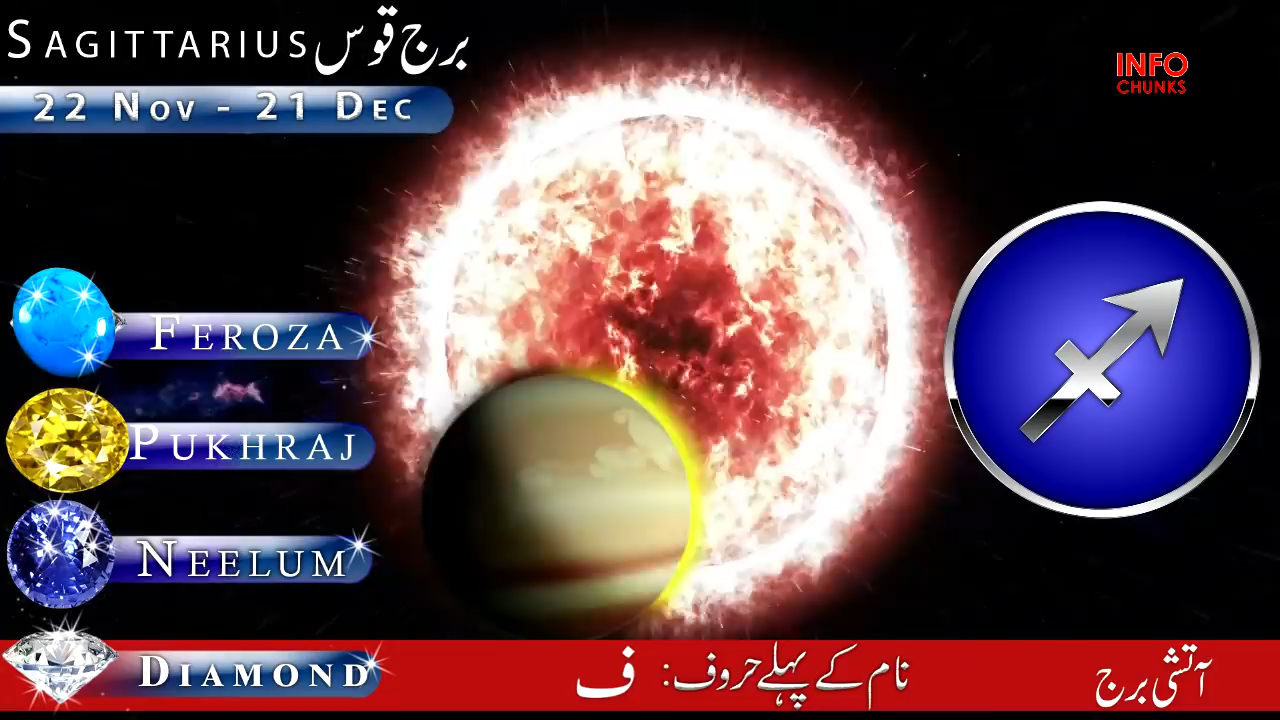 SAGITTARIUS برج قوس
22 Nov - 21 Dec
INFO
CHUNKS
FEROZA
PUKHRAJ
NEELUM
DIAMOND
نام کے پہلے حروف: ف
آتشی برج